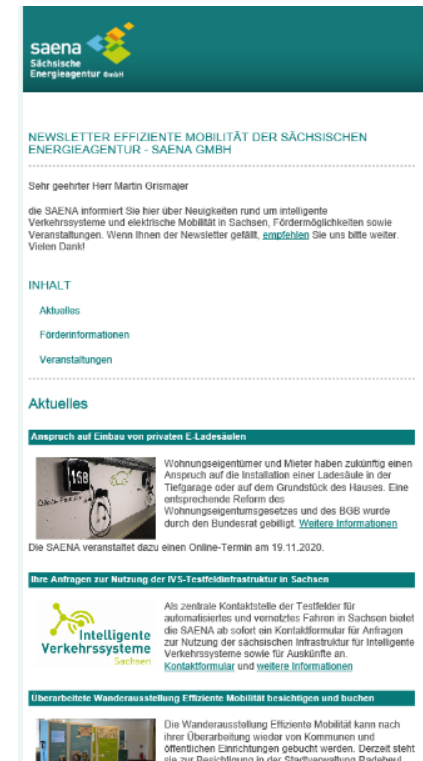 saena
Sächsische
Energieagentur GmbH
NEWSLETTER EFFIZIENTE MOBILITÄT DER SÄCHSISCHEN
ENERGIEAGENTUR - SAENA GMBH
Sehr geehrter Herr Martin Grismajer
die SAENA informiert Sie hier über Neuigkeiten rund um intelligente
Verkehrssysteme und elektrische Mobilität in Sachsen, Fördermöglichkeiten sowie
Veranstaltungen. Wenn Ihnen der Newsletter gefällt, empfehlen Sie uns bitte weiter.
Vielen Dank!
INHALT
Aktuelles
Förderinformationen
Veranstaltungen
Aktuelles
Anspruch auf Einbau von privaten E-Ladesäulen
168
Wohnungseigentümer und Mieter haben zukünftig einen
Anspruch auf die Installation einer Ladesäule in der
Tiefgarage oder auf dem Grundstück des Hauses. Eine
entsprechende Reform des
Wohnungseigentumsgesetzes und des BGB wurde
durch den Bundesrat gebilligt. Weitere Informationen
Die SAENA veranstaltet dazu einen Online-Termin am 19.11.2020.
Ihre Anfragen zur Nutzung der IVS-Testfeldinfrastruktur in Sachsen
Intelligente
Verkehrssysteme
Sachsen
Als zentrale Kontaktstelle der Testfelder für
automatisiertes und vernetztes Fahren in Sachsen bietet
die SAENA ab sofort ein Kontaktformular für Anfragen
zur Nutzung der sächsischen Infrastruktur für Intelligente
Verkehrssysteme sowie für Auskünfte an.
Kontaktformular und weitere Informationen
Überarbeitete Wanderausstellung Effiziente Mobilität besichtigen und buchen
Die Wanderausstellung Effiziente Mobilität kann nach
ihrer Überarbeitung wieder von Kommunen und
öffentlichen Einrichtungen gebucht werden. Derzeit steht
sie zur Besichtigung in der Stadtverwaltung Radebeul